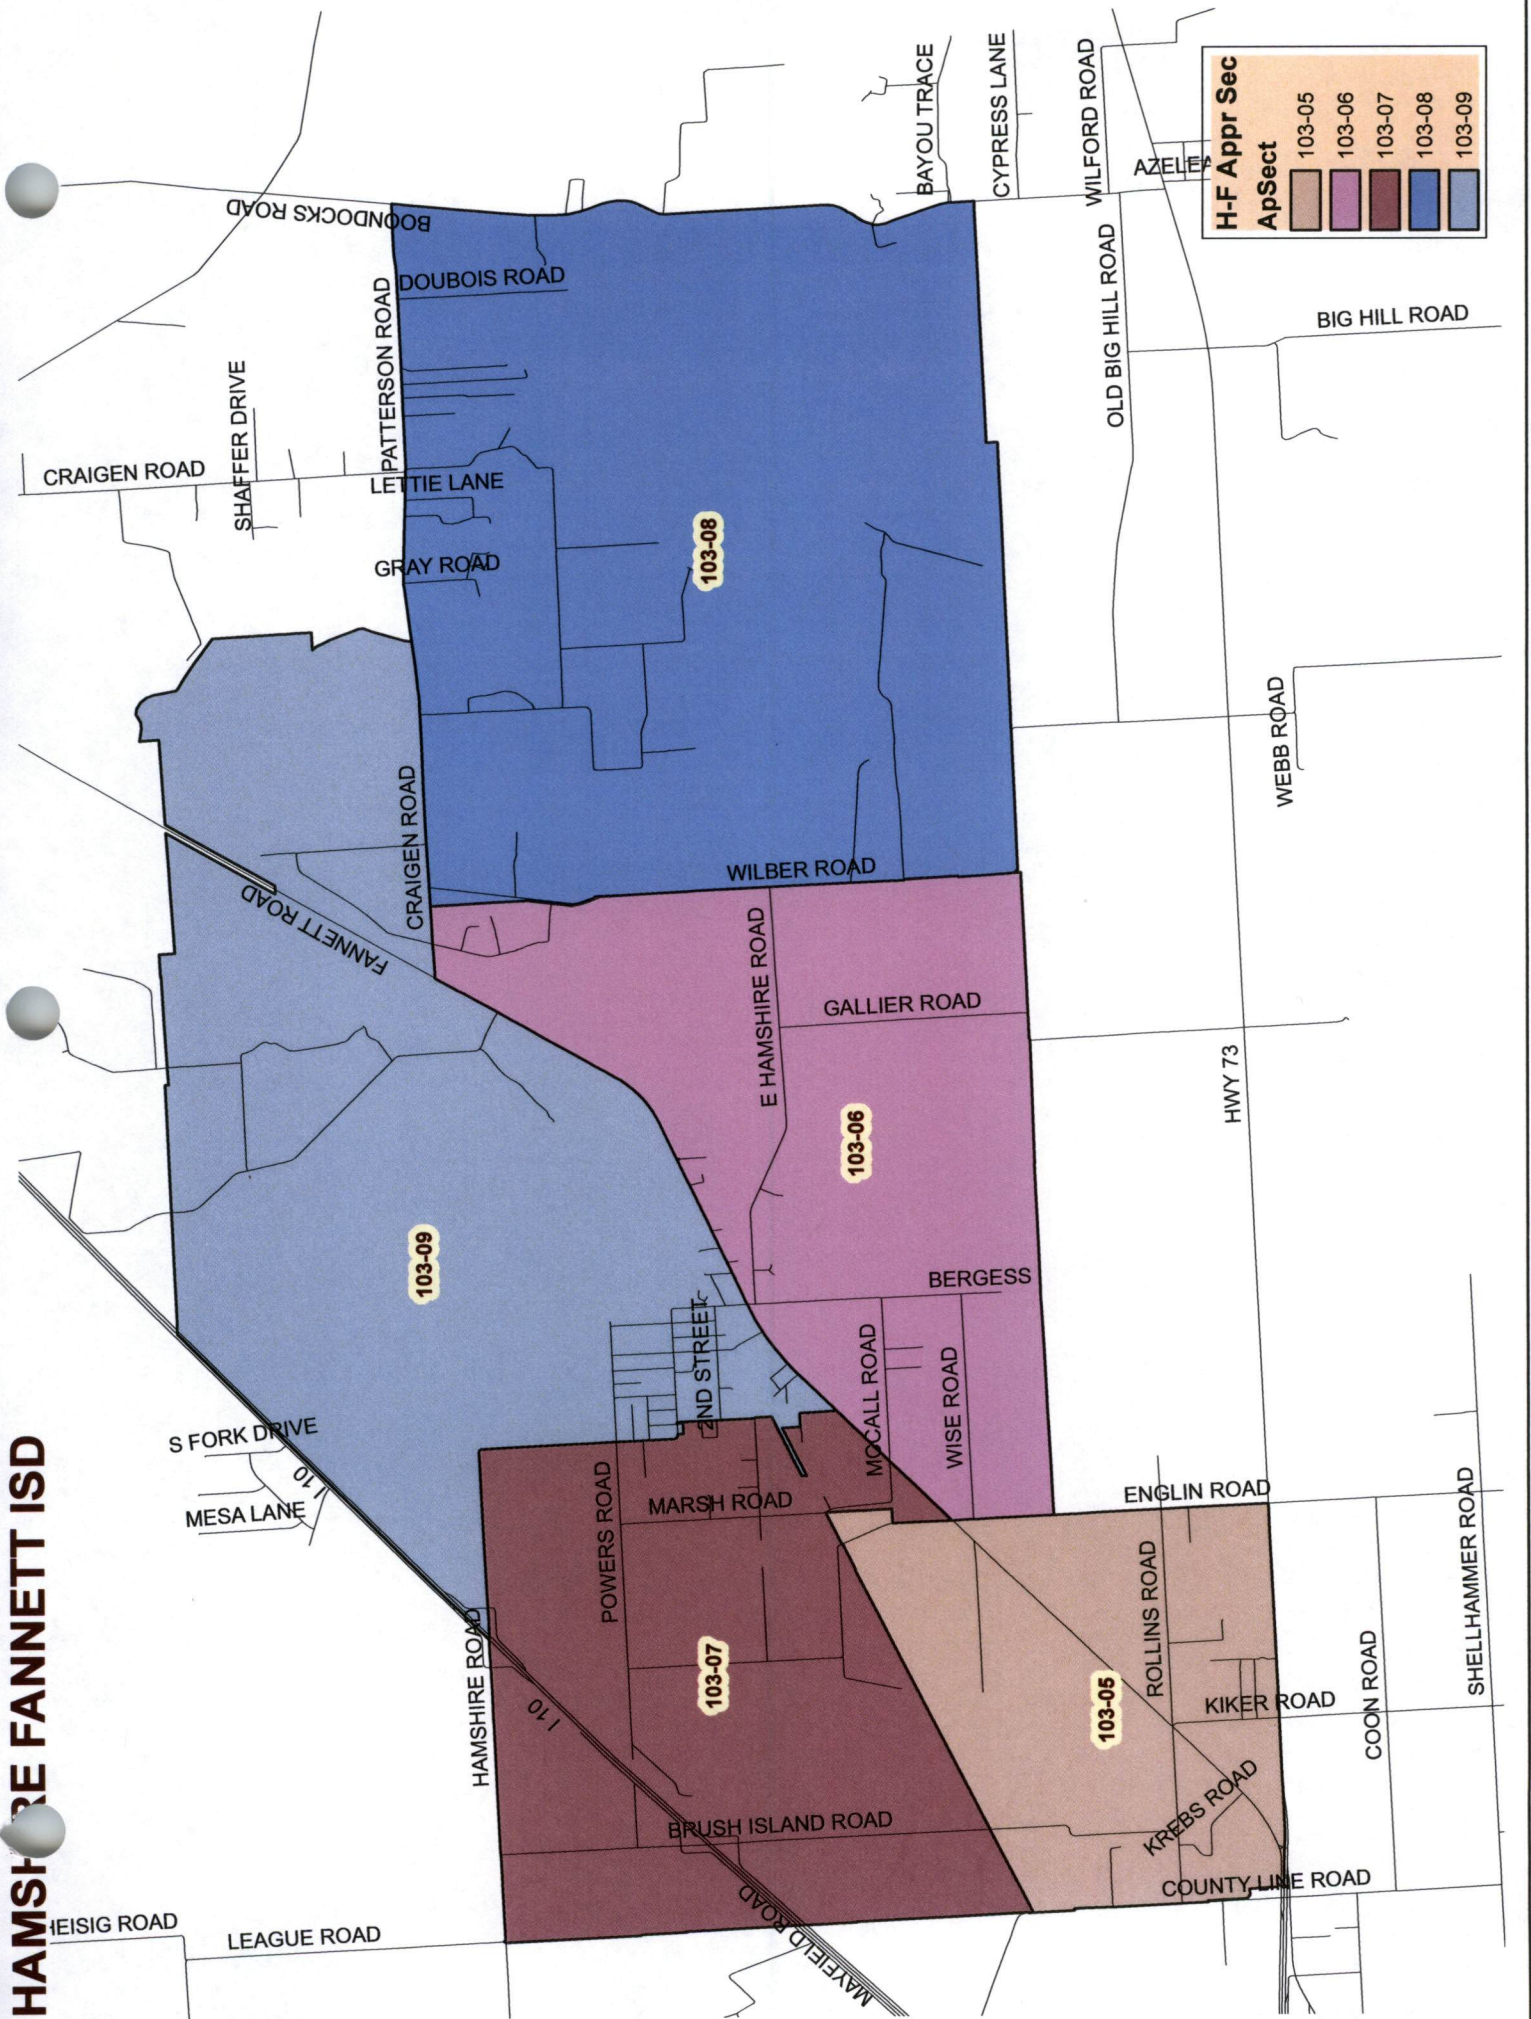 HAMSH RE FANNETT ISD
HEISIG ROAD
LEAGUE ROAD
S FORK DRIVE
MESA LANE
I 10
HAMSHIRE ROAD
I 10
MAYFIELD ROAD
BRUSH ISLAND ROAD
POWERS ROAD
MARSH ROAD
2ND STREET
103-07
103-09
FANNETT ROAD
CRAIGEN ROAD
CRAIGEN ROAD
SHAFFER DRIVE
PATTERSON ROAD
BOONDOCKS ROAD
DOUBOIS ROAD
LETTIE LANE
GRAY ROAD
103-08
WILBER ROAD
E HAMSHIRE ROAD
GALLIER ROAD
103-06
BERGESS
MCCALL ROAD
WISE ROAD
ENGLIN ROAD
ROLLINS ROAD
103-05
KIKER ROAD
KREBS ROAD
COUNTY LINE ROAD
COON ROAD
SHELLHAMMER ROAD
HWY 73
WEBB ROAD
OLD BIG HILL ROAD
BIG HILL ROAD
BAYOU TRACE
CYPRESS LANE
WILFORD ROAD
AZELEA
H-F Appr Sec
ApSect
103-05
103-06
103-07
103-08
103-09